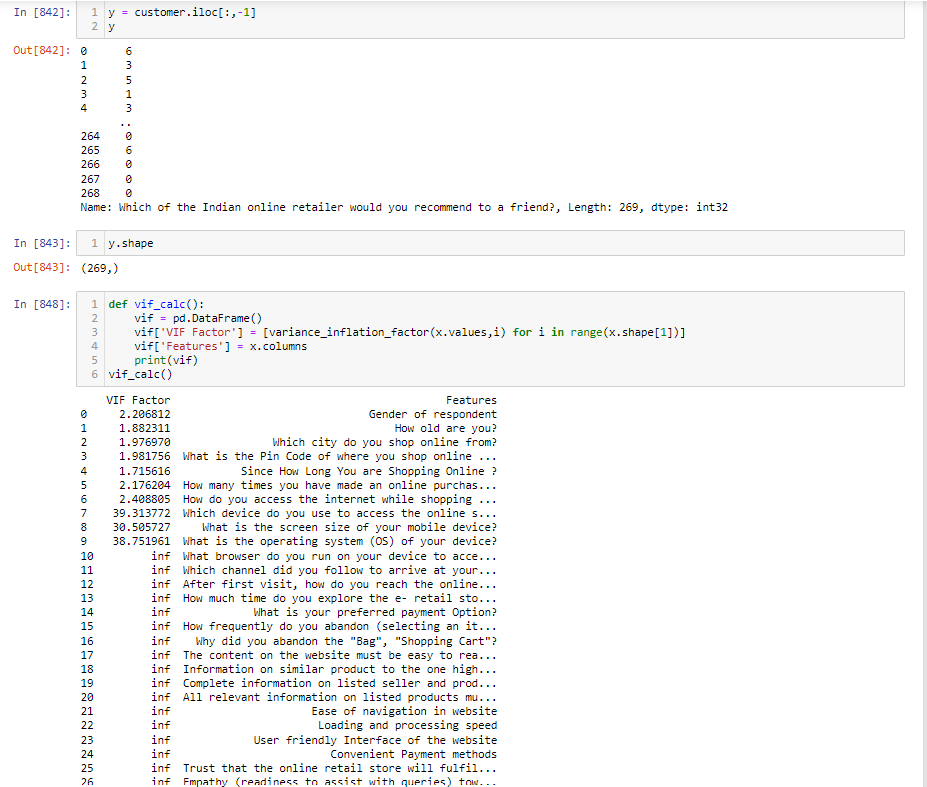 In [842]: 1 y = customer.iloc[:,-1]
2 y
Out[842]: 0 6
1 3
2 5
3 1
4 3
..
264 0
265 6
266 0
267 0
268 0
Name: Which of the Indian online retailer would you recommend to a friend?, Length: 269, dtype: int32
In [843]: 1 y.shape
Out[843]: (269,)
In [848]: 1 def vif_calc():
2 vif = pd.DataFrame()
3 vif['VIF Factor'] = [variance_inflation_factor(x.values,i) for i in range(x.shape[1])]
4 vif['Features'] = x.columns
5 print(vif)
6 vif_calc()
VIF Factor Features
0 2.206812 Gender of respondent
1 1.882311 How old are you?
2 1.976970 Which city do you shop online from?
3 1.981756 What is the Pin Code of where you shop online ...
4 1.715616 Since How Long You are Shopping Online ?
5 2.176204 How many times you have made an online purchas...
6 2.408805 How do you access the internet while shopping ...
7 39.313772 Which device do you use to access the online s...
8 30.505727 What is the screen size of your mobile device?
9 38.751961 What is the operating system (OS) of your device?
10 inf What browser do you run on your device to acce...
11 inf Which channel did you follow to arrive at your...
12 inf After first visit, how do you reach the online...
13 inf How much time do you explore the e- retail sto...
14 inf What is your preferred payment Option?
15 inf How frequently do you abandon (selecting an it...
16 inf Why did you abandon the "Bag", "Shopping Cart"?
17 inf The content on the website must be easy to rea...
18 inf Information on similar product to the one high...
19 inf Complete information on listed seller and prod...
20 inf All relevant information on listed products mu...
21 inf Ease of navigation in website
22 inf Loading and processing speed
23 inf User friendly Interface of the website
24 inf Convenient Payment methods
25 inf Trust that the online retail store will fulfil...
26 inf Empathy (readiness to assist with queries) tow...